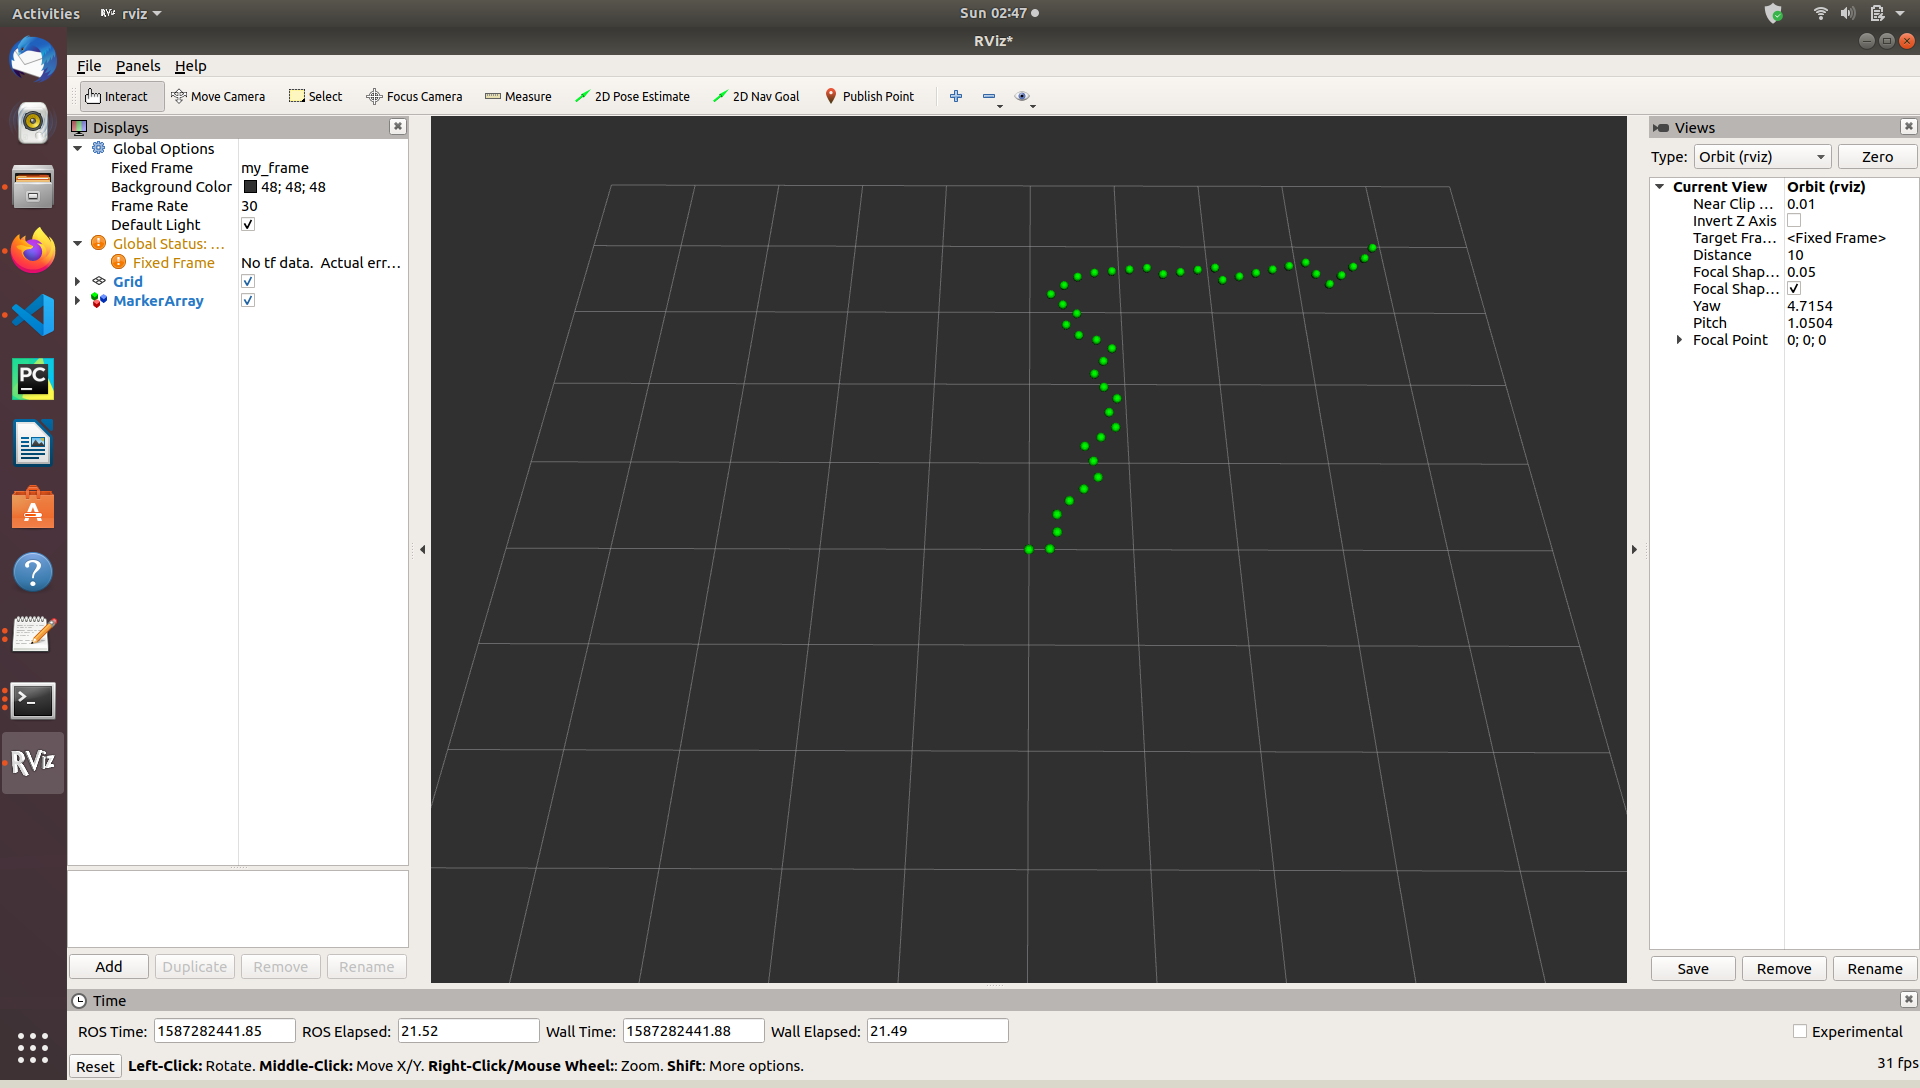 Activities RViz rviz Sun 02:47
RViz*
File Panels Help
Interact Move Camera Select Focus Camera Measure 2D Pose Estimate 2D Nav Goal Publish Point
Displays
Global Options
Fixed Frame my_frame
Background Color 48; 48; 48
Frame Rate 30
Default Light
Global Status: ...
Fixed Frame No tf data. Actual err...
Grid
MarkerArray
Add Duplicate Remove Rename
Views
Type: Orbit (rviz) Zero
Current View Orbit (rviz)
Near Clip ... 0.01
Invert Z Axis
Target Fra... <Fixed Frame>
Distance 10
Focal Shap... 0.05
Focal Shap...
Yaw 4.7154
Pitch 1.0504
Focal Point 0; 0; 0
Save Remove Rename
PC
A
?
>_
RViz
Time
ROS Time: 1587282441.85 ROS Elapsed: 21.52 Wall Time: 1587282441.88 Wall Elapsed: 21.49 Experimental
Reset Left-Click: Rotate. Middle-Click: Move X/Y. Right-Click/Mouse Wheel:: Zoom. Shift: More options. 31 fps